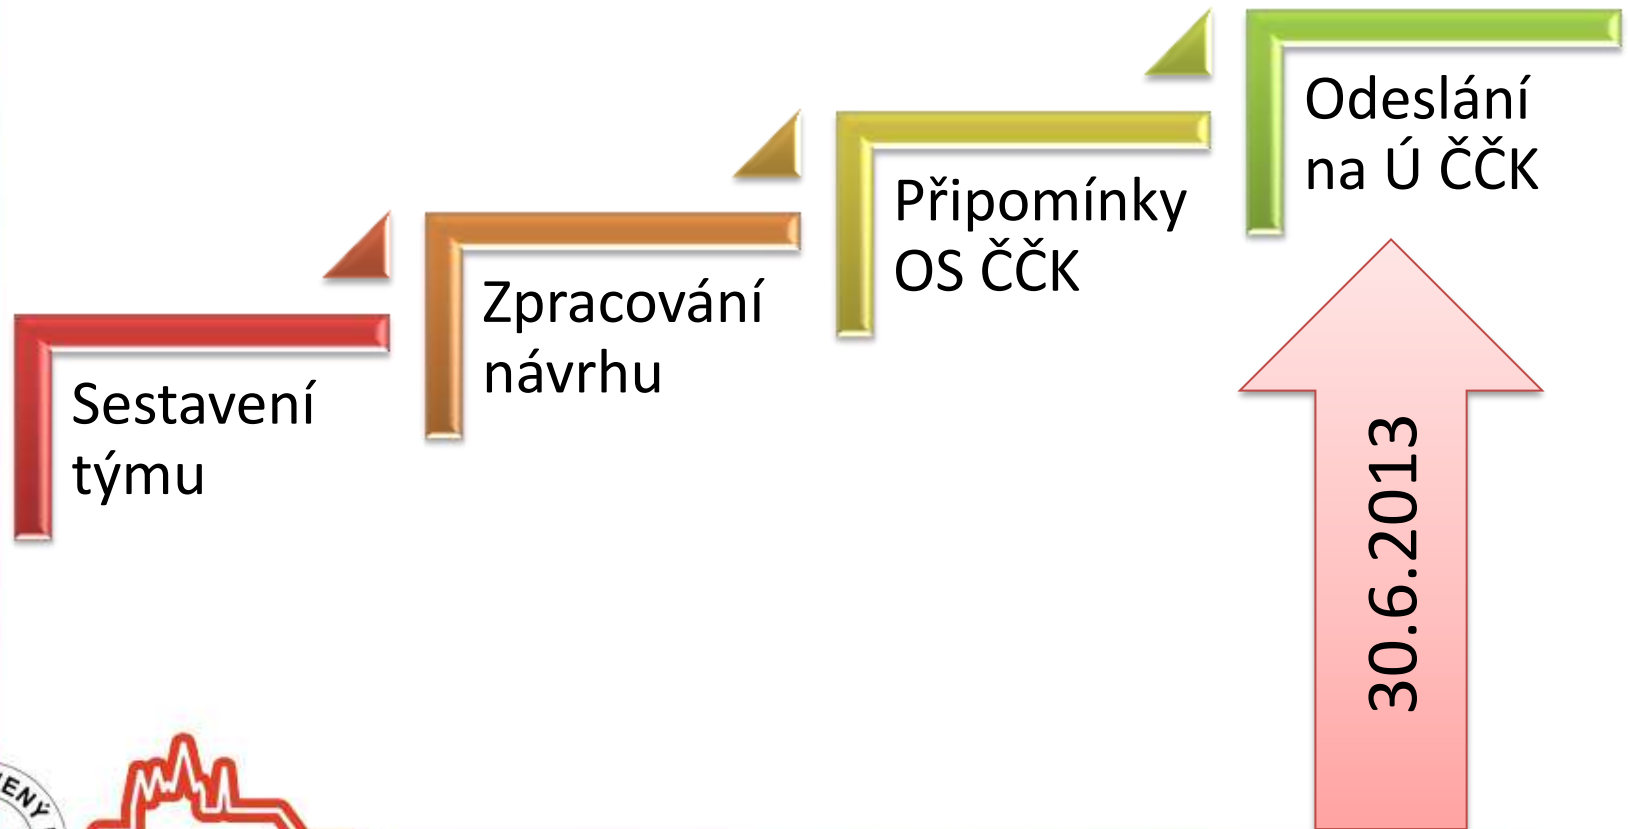 Sestavení
týmu
Zpracování
návrhu
Připomínky
OS ČČK
Odeslání
na Ú ČČK
30.6.2013